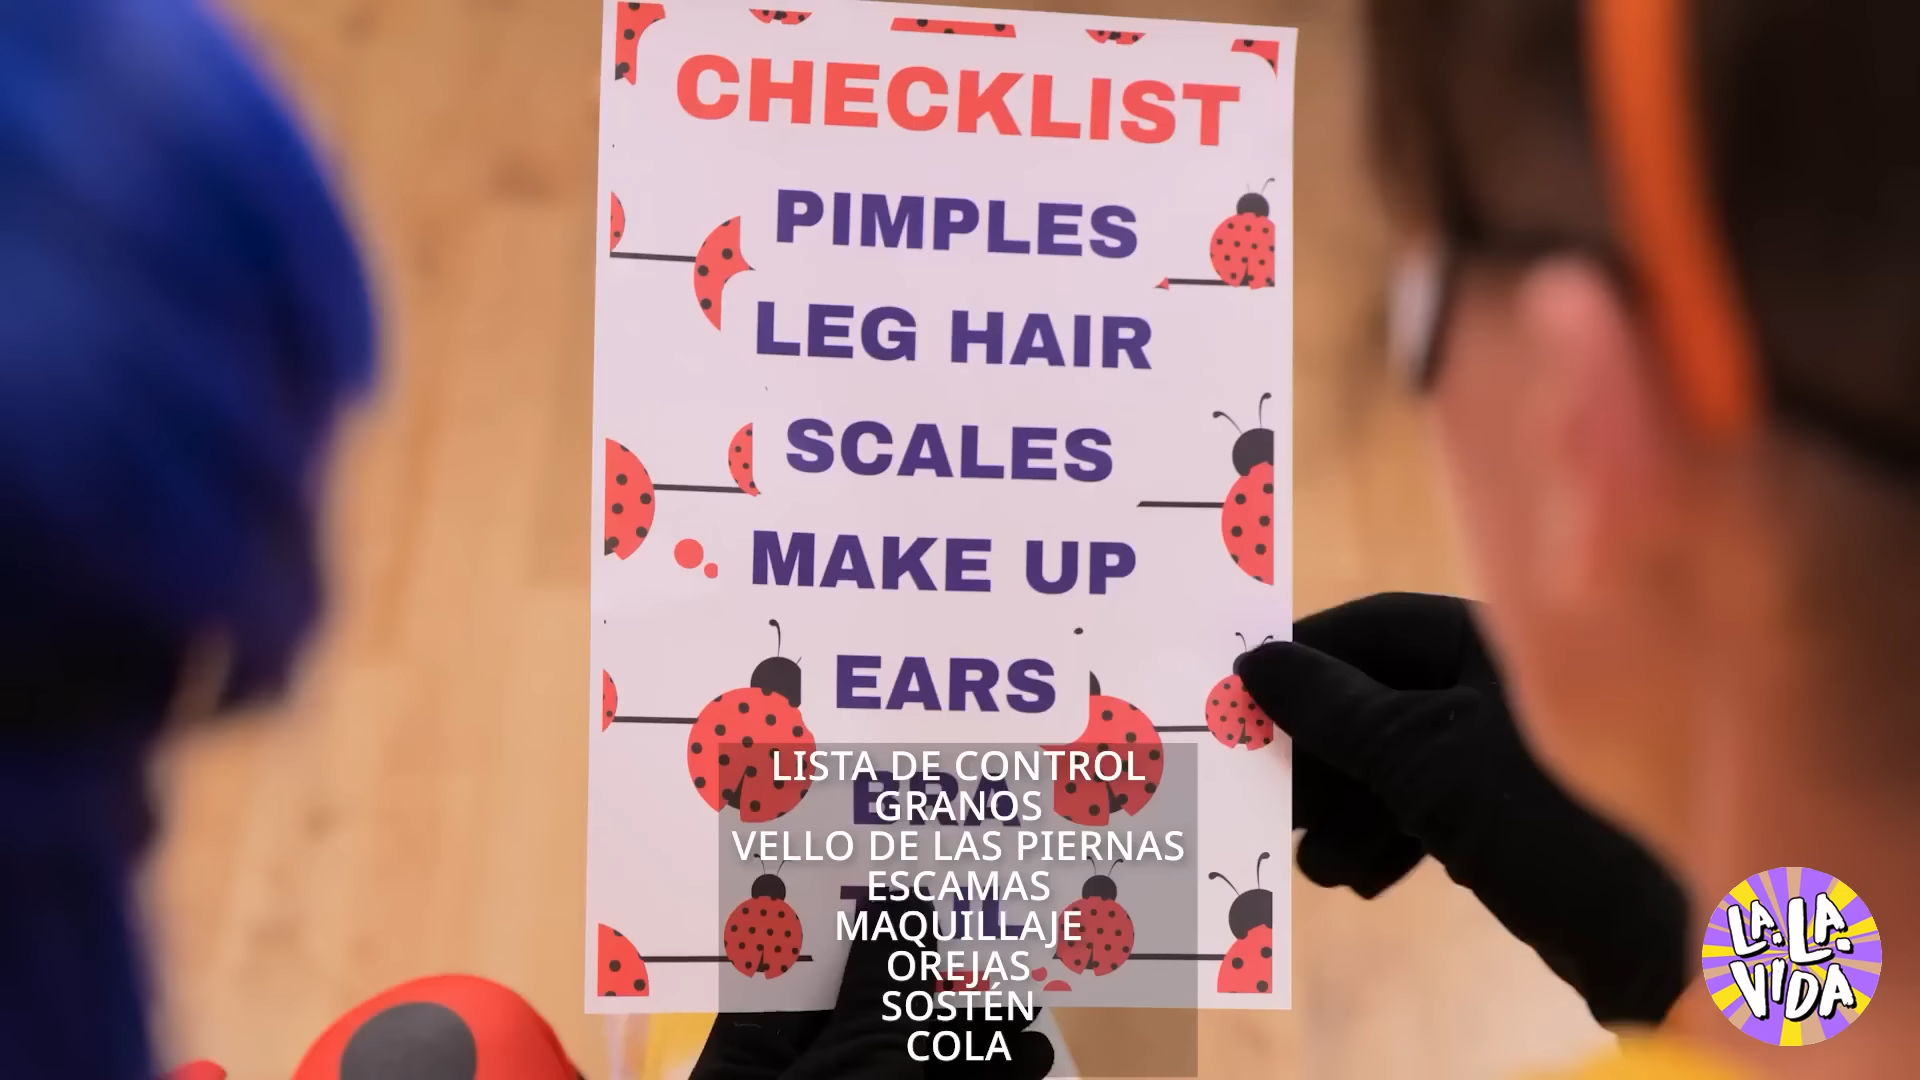 CHECKLIST
PIMPLES
LEG HAIR
SCALES
MAKE UP
EARS
BRA
LISTA DE CONTROL
GRANOS
VELLO DE LAS PIERNAS
ESCAMAS
MAQUILLAJE
OREJAS
SOSTÉN
COLA
LA LA
VIDA